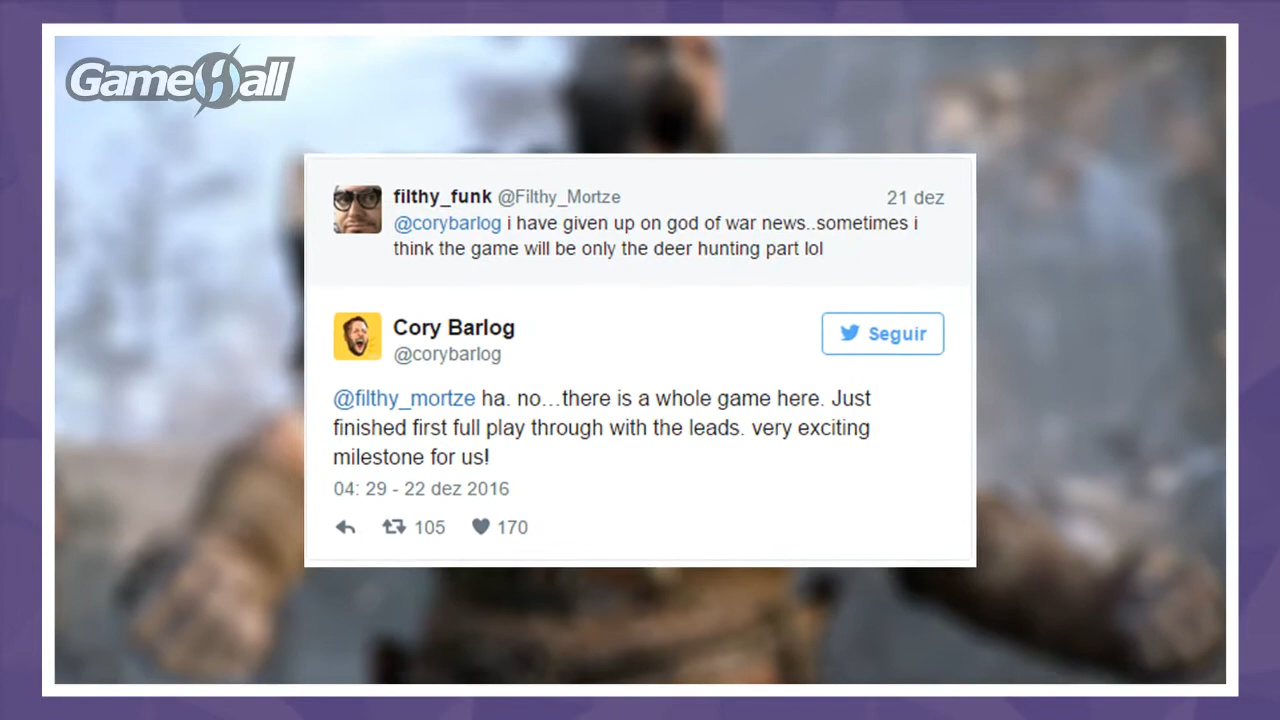 GameHall
filthy_funk @Filthy_Mortze 21 dez
@corybarlog i have given up on god of war news..sometimes i
think the game will be only the deer hunting part lol
Cory Barlog
@corybarlog
Seguir
@filthy_mortze ha. no…there is a whole game here. Just
finished first full play through with the leads. very exciting
milestone for us!
04: 29 - 22 dez 2016
105 170